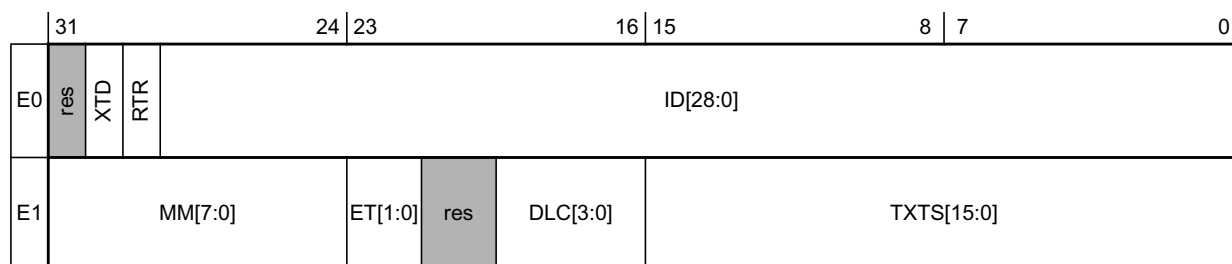 31 24 23 16 15 8 7 0
E0 res XTD RTR ID[28:0]
E1 MM[7:0] ET[1:0] res DLC[3:0] TXTS[15:0]